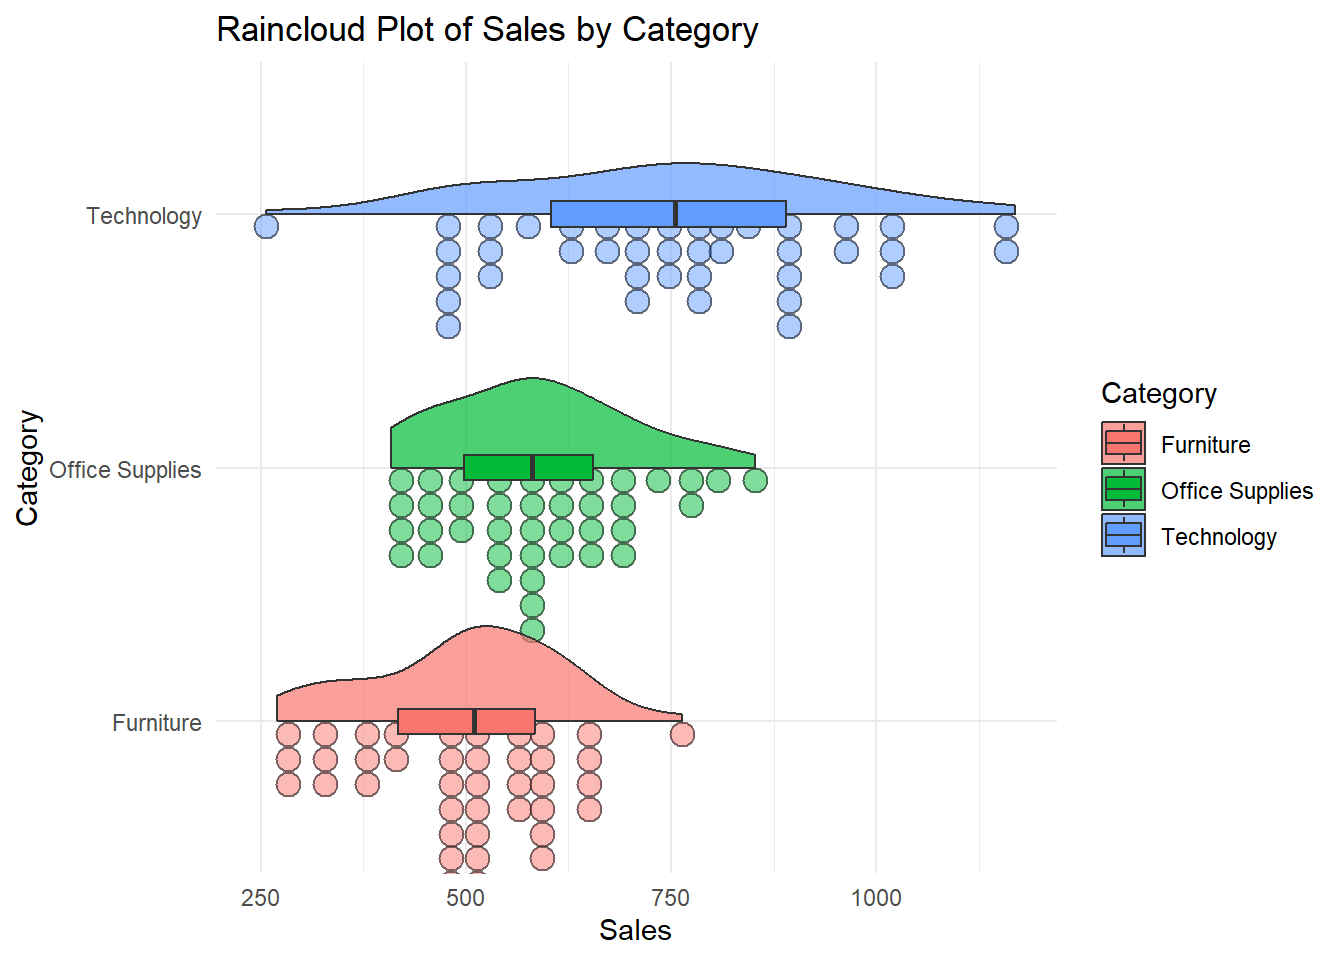 Raincloud Plot of Sales by Category
Technology
Office Supplies
Furniture
Category
250 500 750 1000
Sales
Category
Furniture
Office Supplies
Technology